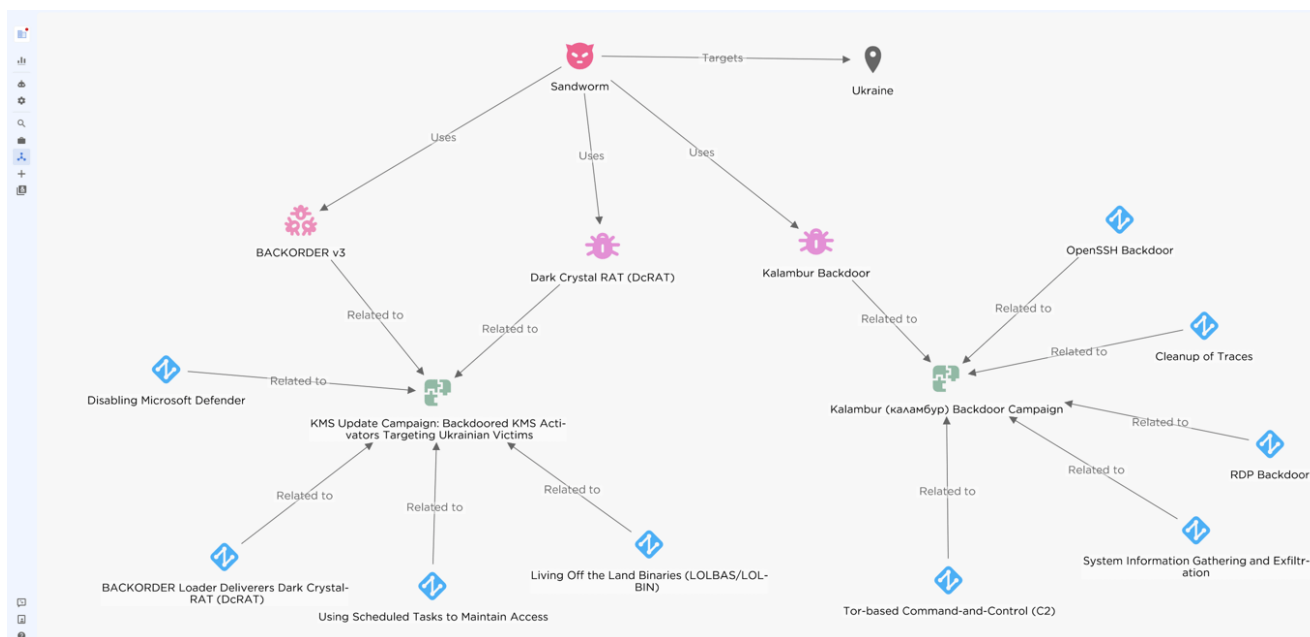 Targets
Sandworm
Ukraine
Uses
Uses
Uses
BACKORDER v3
Dark Crystal RAT (DcRAT)
Kalambur Backdoor
OpenSSH Backdoor
Related to
Related to
Related to
Related to
Related to
Cleanup of Traces
Related to
Disabling Microsoft Defender
KMS Update Campaign: Backdoored KMS Acti-
vators Targeting Ukrainian Victims
Kalambur (каламбур) Backdoor Campaign
Related to
RDP Backdoor
Related to
Related to
Related to
Related to
Related to
BACKORDER Loader Deliverers Dark Crystal-
RAT (DcRAT)
Using Scheduled Tasks to Maintain Access
Living Off the Land Binaries (LOLBAS/LOL-
BIN)
Tor-based Command-and-Control (C2)
System Information Gathering and Exfiltr-
ation